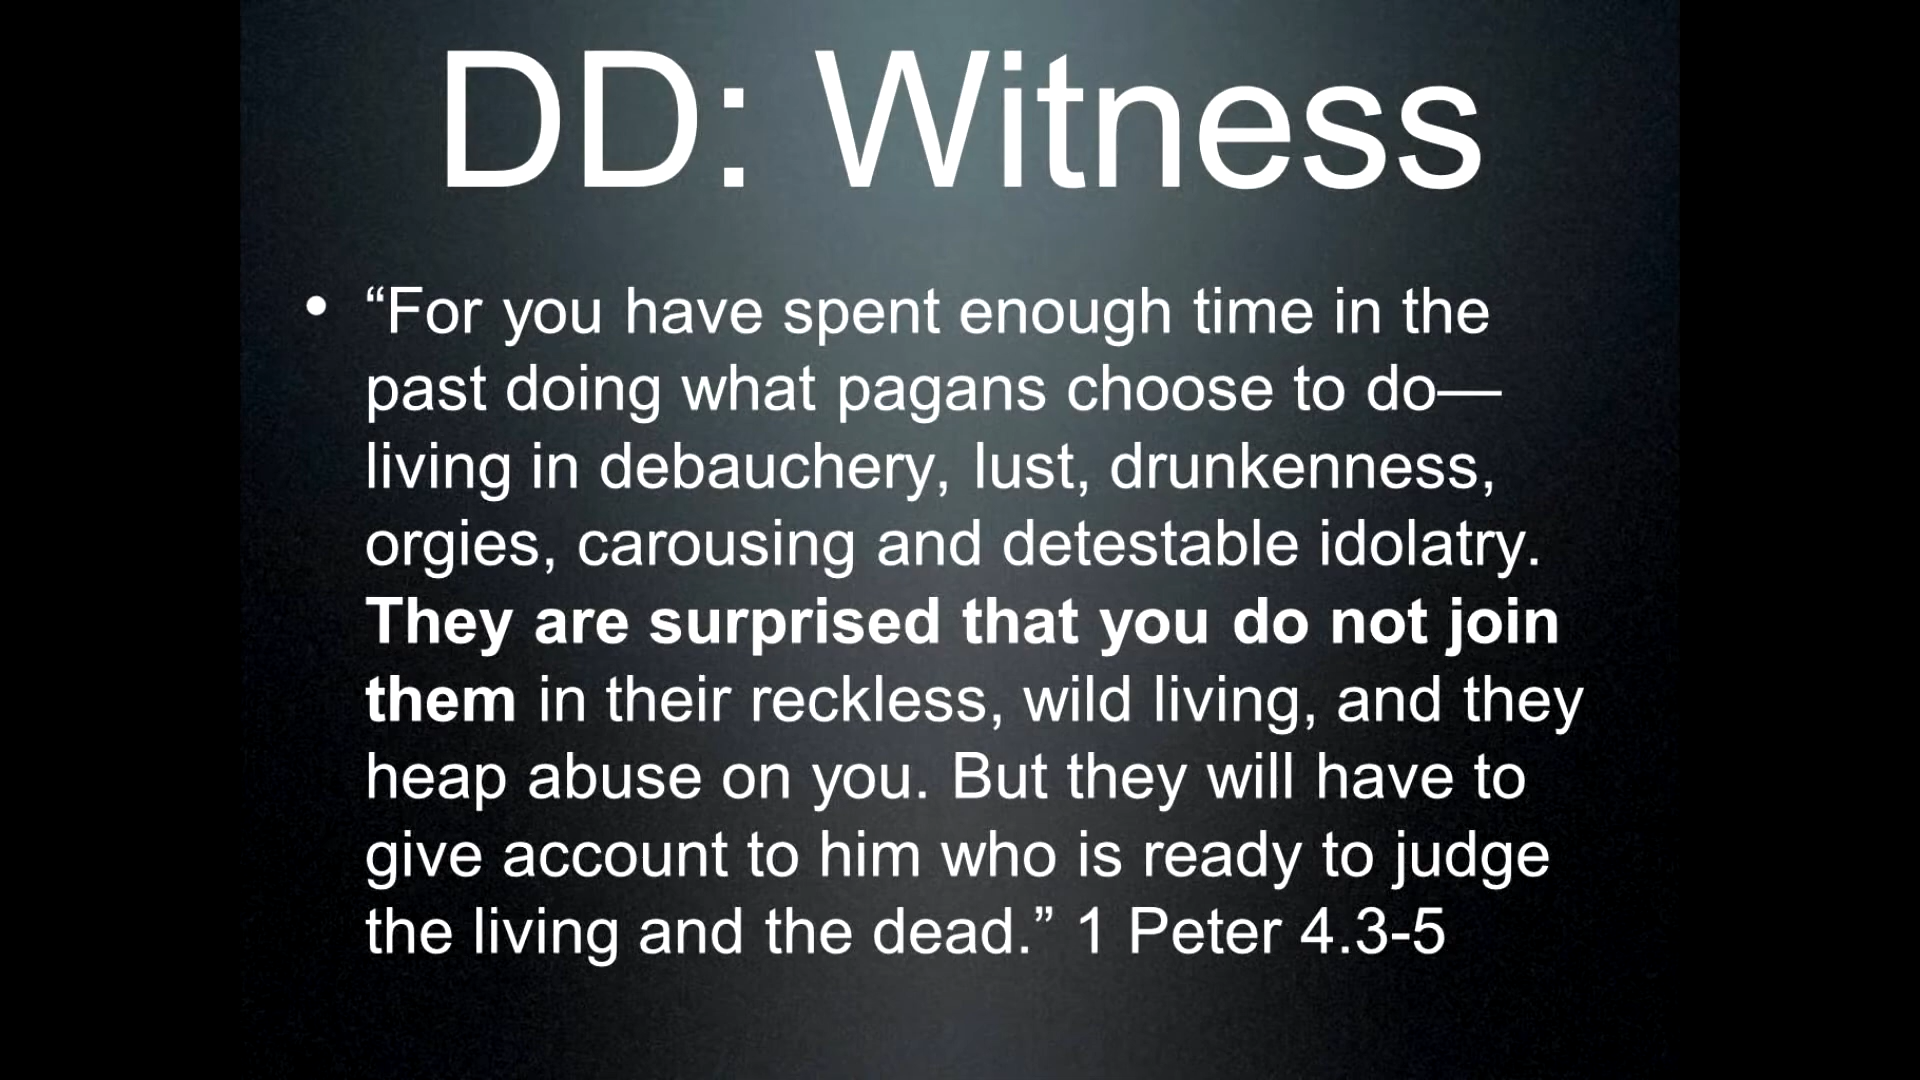 DD: Witness
• “For you have spent enough time in the
past doing what pagans choose to do—
living in debauchery, lust, drunkenness,
orgies, carousing and detestable idolatry.
They are surprised that you do not join
them in their reckless, wild living, and they
heap abuse on you. But they will have to
give account to him who is ready to judge
the living and the dead.” 1 Peter 4.3-5